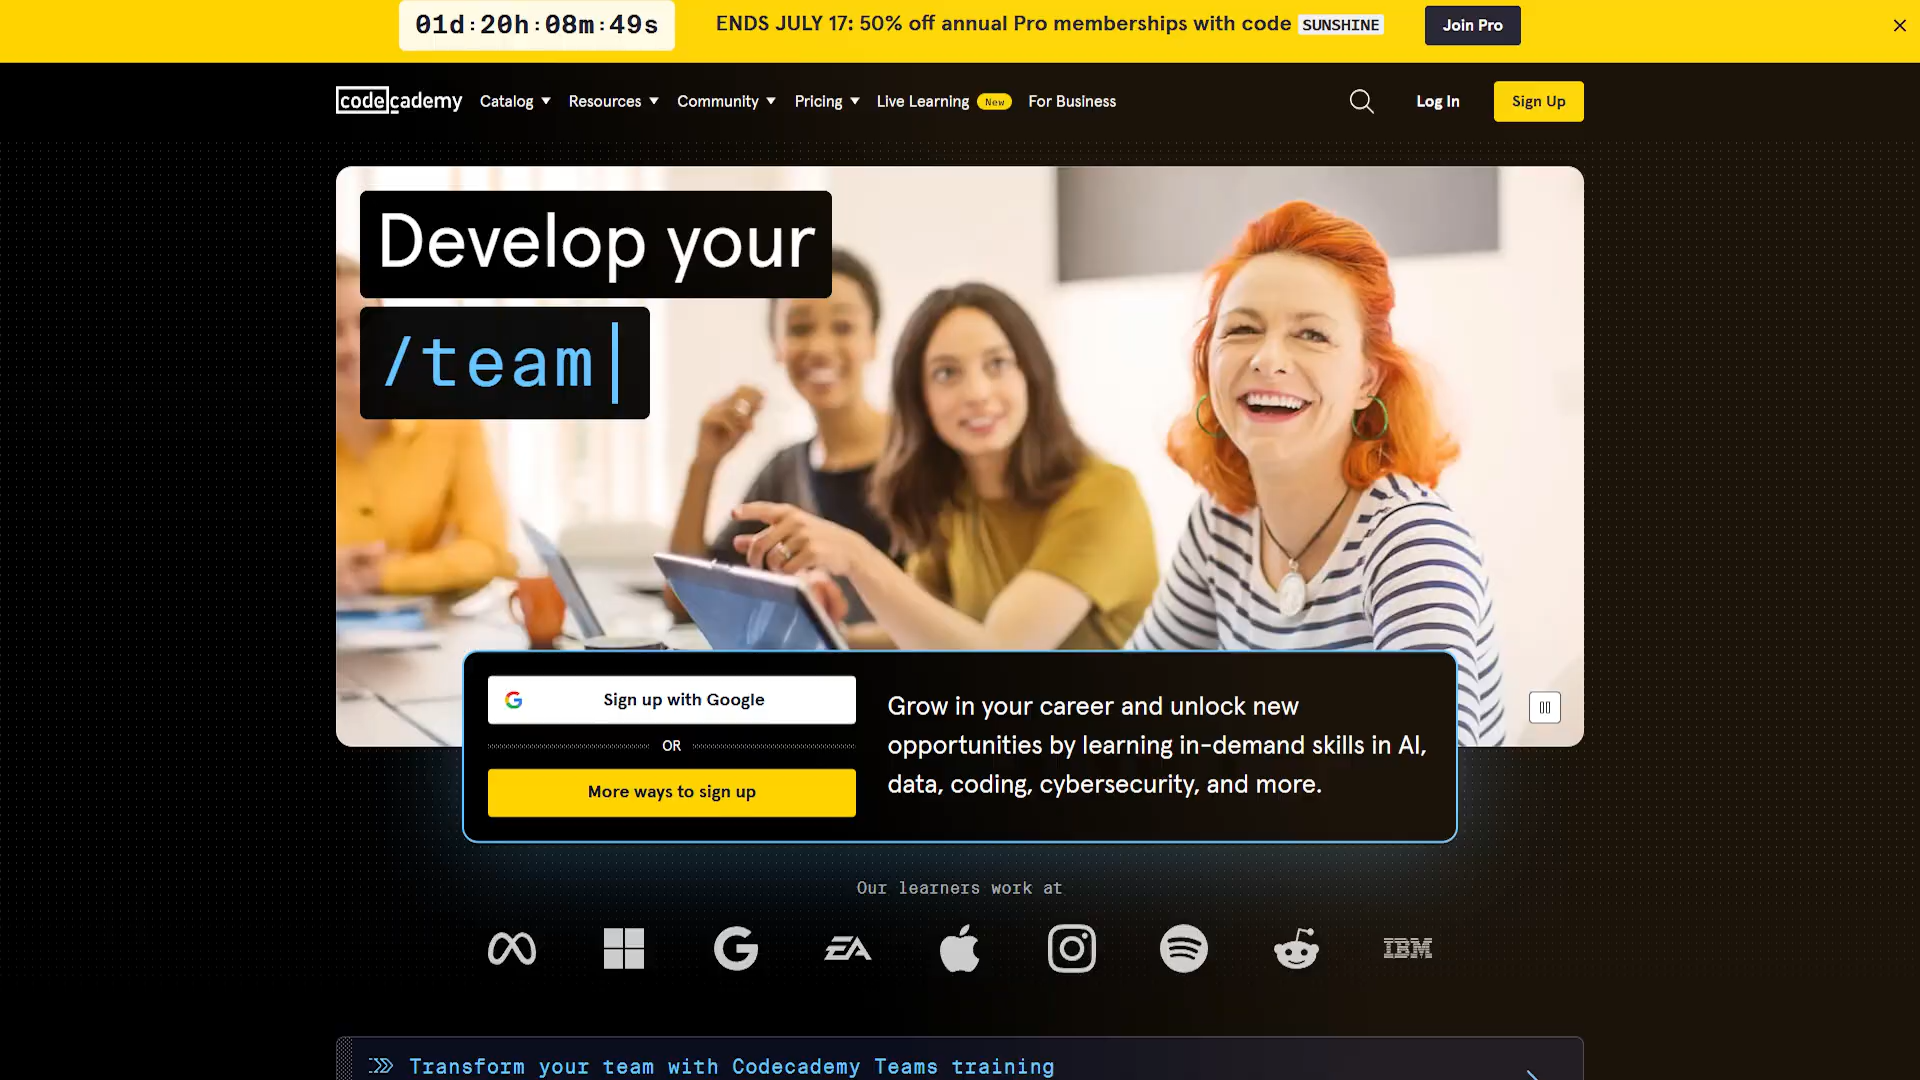 01d:20h:08m:49s
ENDS JULY 17: 50% off annual Pro memberships with code SUNSHINE
Join Pro
codecademy
Catalog
Resources
Community
Pricing
Live Learning New
For Business
Log In
Sign Up
Develop your
/team
Sign up with Google
OR
More ways to sign up
Grow in your career and unlock new
opportunities by learning in-demand skills in AI,
data, coding, cybersecurity, and more.
Our learners work at
EA
IBM
Transform your team with Codecademy Teams training